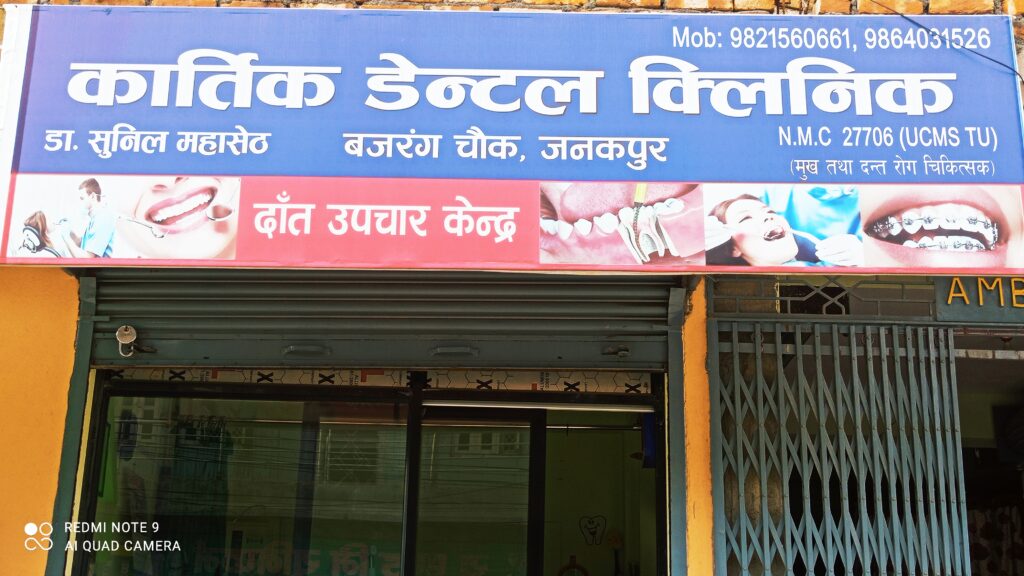 Mob: 9821560661, 9864031526
कार्तिक डेन्टल क्लिनिक
डा. सुनिल महासेठ
बजरंग चौक, जनकपुर
N.M.C 27706 (UCMS TU)
(मुख तथा दन्त रोग चिकित्सक)
दाँत उपचार केन्द्र
AMB
REDMI NOTE 9
AI QUAD CAMERA